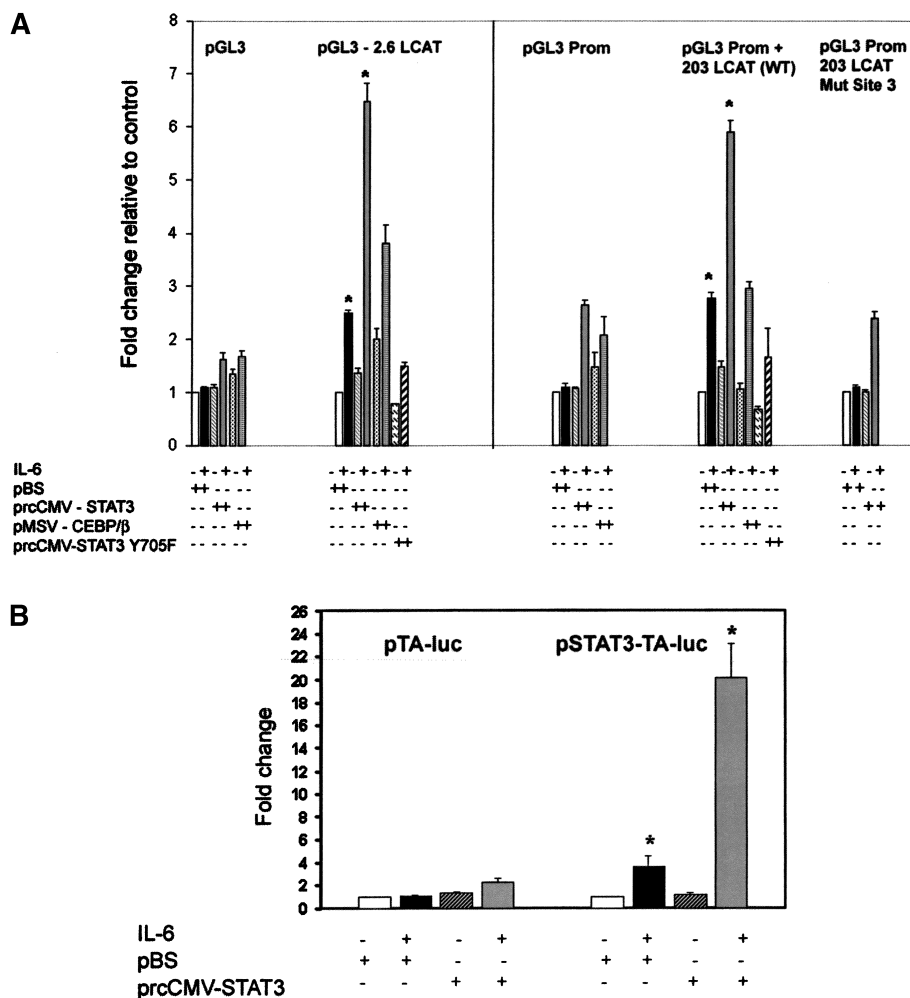 A
8
7
6
5
4
3
2
1
0
Fold change relative to control
pGL3
pGL3 - 2.6 LCAT
pGL3 Prom
pGL3 Prom +
203 LCAT (WT)
pGL3 Prom
203 LCAT
Mut Site 3
*
*
*
*
IL-6 - + - + - + - + - + - + - + - + - + - + - + - + - + - + - + - +
pBS ++ - - - - ++ - - - - - - ++ - - - - ++ - - - - - - + + - -
prcCMV - STAT3 - - ++ - - - - ++ - - - - - - ++ - - - - ++ - - - - - - + +
pMSV - CEBP/β - - - - ++ - - - - ++ - - - - - - ++ - - - - ++ - - - - - -
prcCMV-STAT3 Y705F - - - - - - - - - - - - ++ - - - - - - - - - - - - ++ - - - -
B
26
24
22
20
18
16
14
12
10
8
6
4
2
0
Fold change
pTA-luc
pSTAT3-TA-luc
*
*
IL-6 - + - + - + - +
pBS + + - - + + - -
prcCMV-STAT3 - - + + - - + +